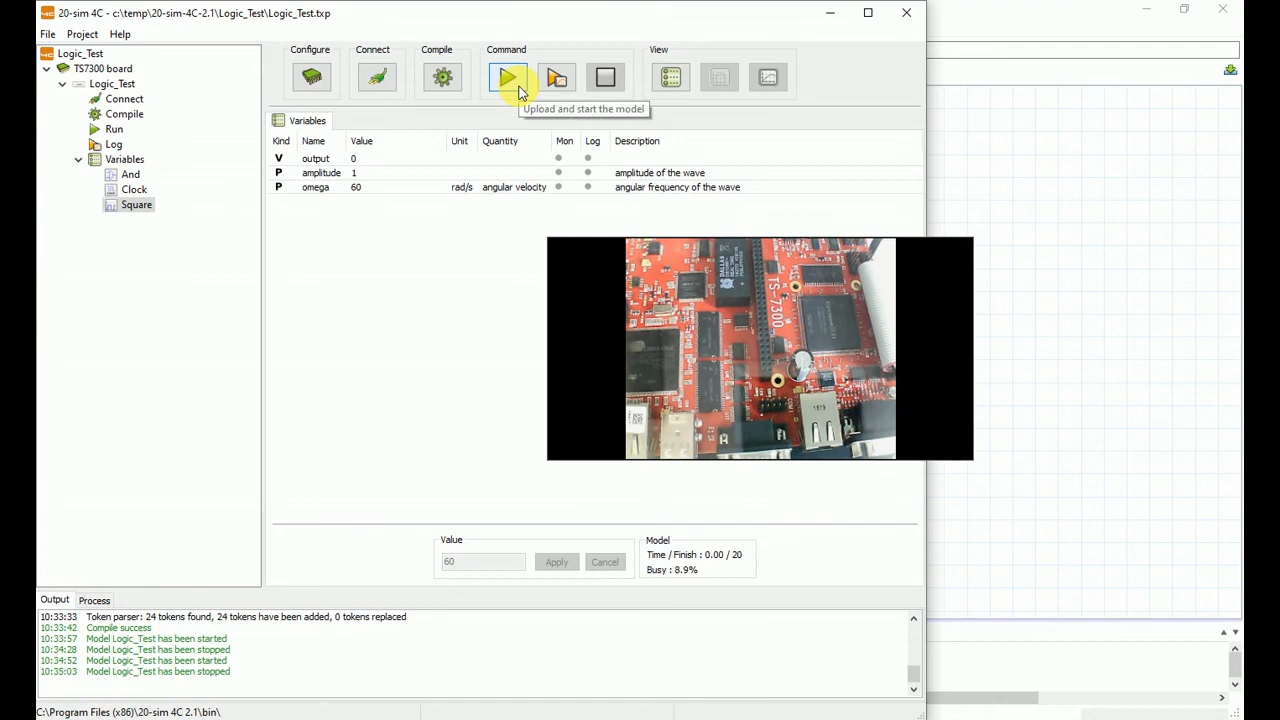 20-sim 4C - c:\temp\20-sim-4C-2.1\Logic_Test\Logic_Test.txp
File Project Help
Logic_Test
TS7300 board
Logic_Test
Connect
Compile
Run
Log
Variables
And
Clock
Square
Configure Connect Compile Command View
Upload and start the model
Variables
Kind Name Value Unit Quantity Mon Log Description
V output 0
P amplitude 1 amplitude of the wave
P omega 60 rad/s angular velocity angular frequency of the wave
DALLAS
TS-7300
Value
60 Apply Cancel
Model
Time / Finish : 0.00 / 20
Busy : 8.9%
Output Process
10:33:33 Token parser: 24 tokens found, 24 tokens have been added, 0 tokens replaced
10:33:42 Compile success
10:33:57 Model Logic_Test has been started
10:34:28 Model Logic_Test has been stopped
10:34:52 Model Logic_Test has been started
10:35:03 Model Logic_Test has been stopped
C:\Program Files (x86)\20-sim 4C 2.1\bin\